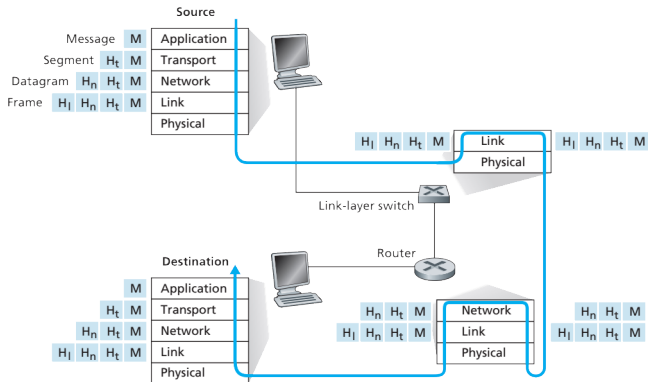 Source
Message M Application
Segment Ht M Transport
Datagram Hn Ht M Network
Frame Hl Hn Ht M Link
Physical
Hl Hn Ht M Link Hl Hn Ht M
Physical
Link-layer switch
Router
Destination
M Application
Ht M Transport
Hn Ht M Network
Hl Hn Ht M Link
Physical
Hn Ht M Network Hn Ht M
Hl Hn Ht M Link Hl Hn Ht M
Physical